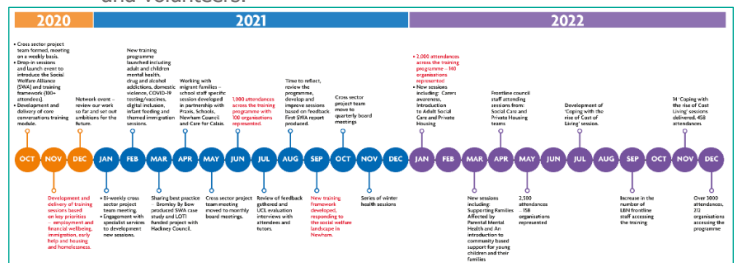 and volunteers.
2020
2021
2022
• Cross sector project
team formed, meeting
on a weekly basis.
• Drop-in sessions
and launch event to
introduce the Social
Welfare Alliance
(SWA) and training
framework (100+
attendees).
• Development and
delivery of core
conversations training
module.
Network event –
review our work
so far and set out
ambitions for the
future.
New training
programme
launched including
adult and children
mental health,
drug and alcohol
addictions, domestic
violence, COVID-19
testing/vaccines,
digital inclusion,
infant feeding and
themed immigration
sessions.
Working with
migrant families –
school staff specific
session developed
in partnership with
Praxis, Schools,
Newham Council
and Care for Calais
1,000 attendances
across the training
programme with
100 organisations
represented
Time to reflect,
review the
programme,
develop and
improve sessions
based on feedback
First SWA report
produced.
Cross sector
project team
move to
quarterly board
meetings.
• 2,000 attendances
across the training
programme – 140
organisations
represented
• New sessions
including: Carers
awareness,
Introduction
to Adult Social
Care and Private
Housing
Frontline council
staff attending
sessions from:
Social Care and
Private Housing
teams
Development of
'Coping with the
rise of Cost of
Living' session.
14 'Coping with
the rise Cost of
Living' sessions
delivered, 458
attendances
OCT
NOV
DEC
JAN
FEB
MAR
APR
MAY
JUN
JUL
AUG
SEP
OCT
NOV
DEC
JAN
FEB
MAR
APR
MAY
JUN
JUL
AUG
SEP
OCT
NOV
DEC
Development and
delivery of training
sessions based
on key priorities
– employment and
financial wellbeing,
immigration, early
help and housing
and homelessness.
• Bi-weekly cross
sector project
team meeting.
• Engagement with
specialist services
to development
new sessions.
Sharing best practice
– Bromley by Bow
produced SWA case
study and LOTI
funded project with
Hackney Council.
Cross sector project
team meeting
moved to monthly
board meetings.
Review of feedback
gathered and
UCL evaluation
interviews with
attendees and
tutors.
New training
framework
developed,
responding to
the social welfare
landscape in
Newham.
Series of winter
health sessions
New sessions
including:
Supporting Families
Affected by
Parental Mental
Health and An
introduction to
community based
support for young
children and their
families
2,500
attendances
– 158
organisations
represented
Increase in the
number of
LBN frontline
staff accessing
the training
Over 3000
attendances,
organisations
accessing the
programme